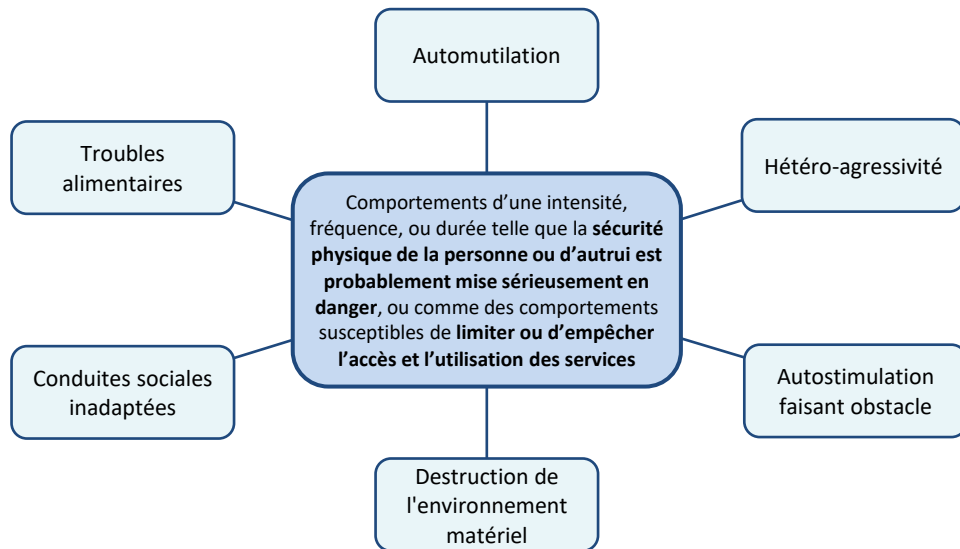 Automutilation
Troubles
alimentaires
Hétéro-agressivité
Comportements d’une intensité,
fréquence, ou durée telle que la sécurité
physique de la personne ou d’autrui est
probablement mise sérieusement en
danger, ou comme des comportements
susceptibles de limiter ou d’empêcher
l’accès et l’utilisation des services
Conduites sociales
inadaptées
Autostimulation
faisant obstacle
Destruction de
l'environnement
matériel